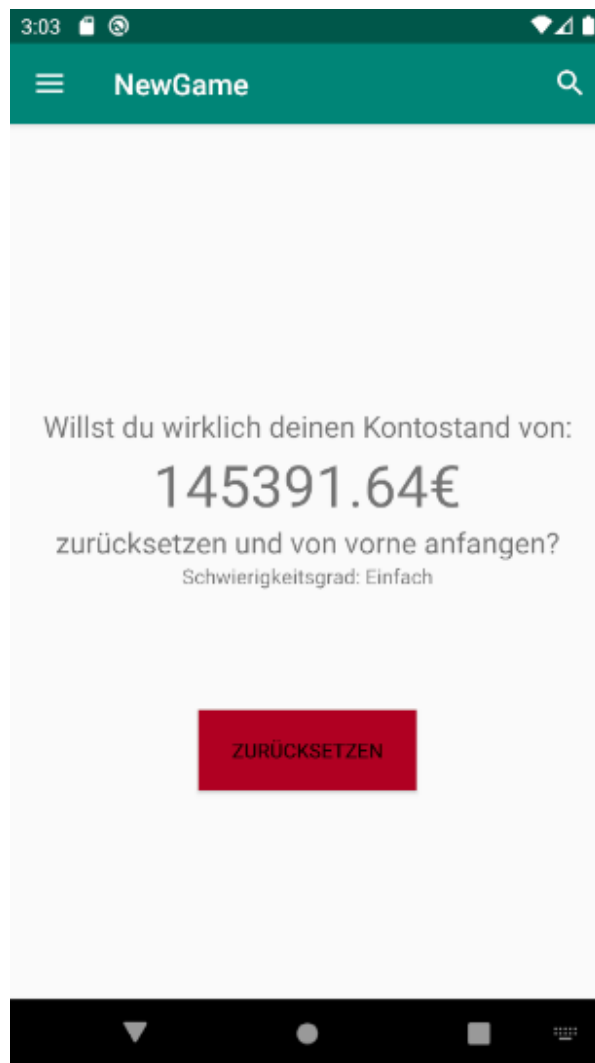 3:03
NewGame
Willst du wirklich deinen Kontostand von:
145391.64€
zurücksetzen und von vorne anfangen?
Schwierigkeitsgrad: Einfach
ZURÜCKSETZEN